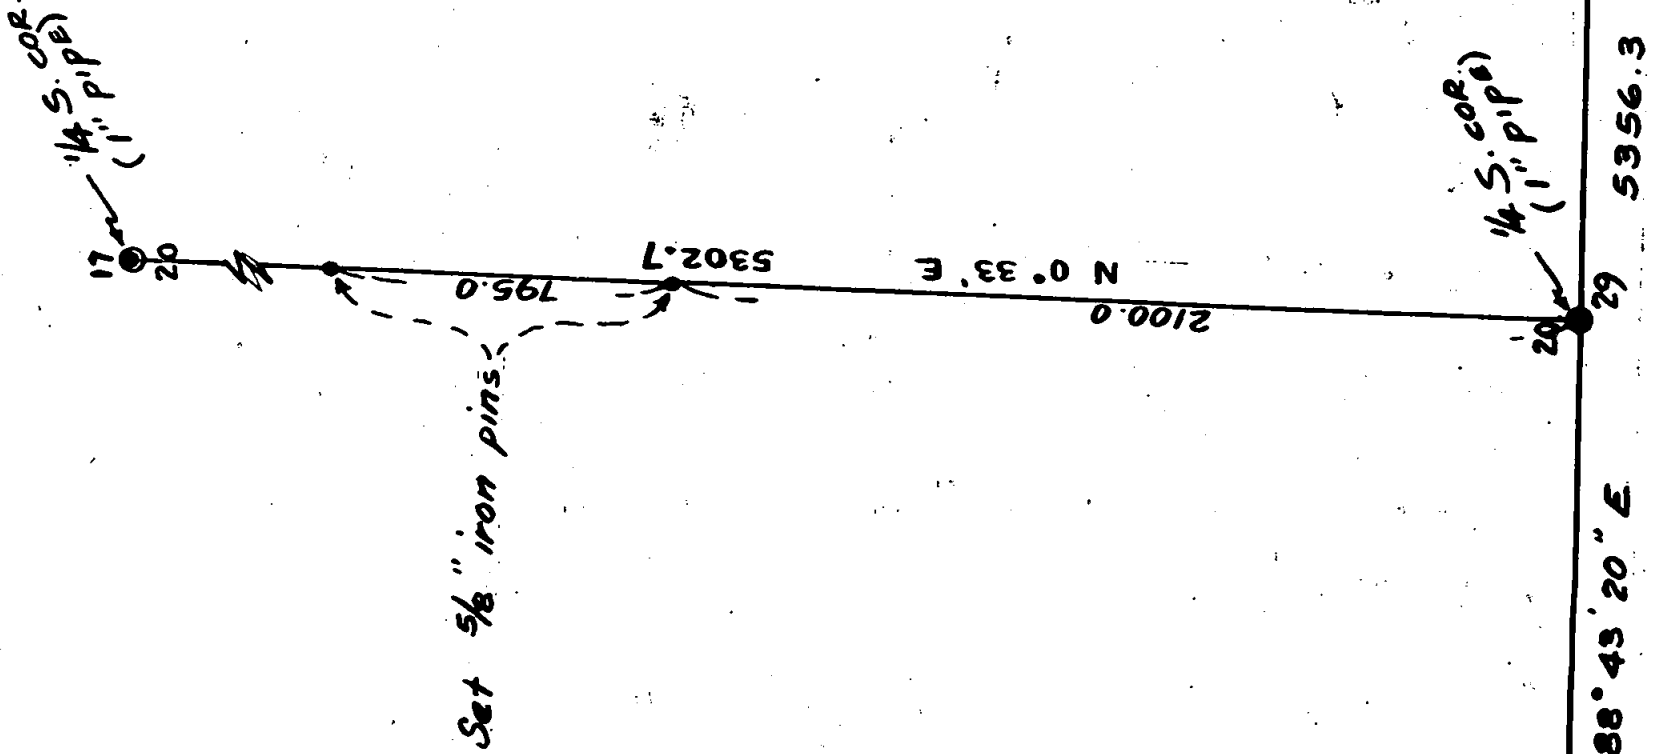 1/4 S. COR.
(1" PIPE)
17
20
795.0
5302.7
N 0° 33' E
2100.0
Set 5/8" iron pins
1/4 S. COR.
(1" PIPE)
20
29
5356.3
88° 43' 20" E